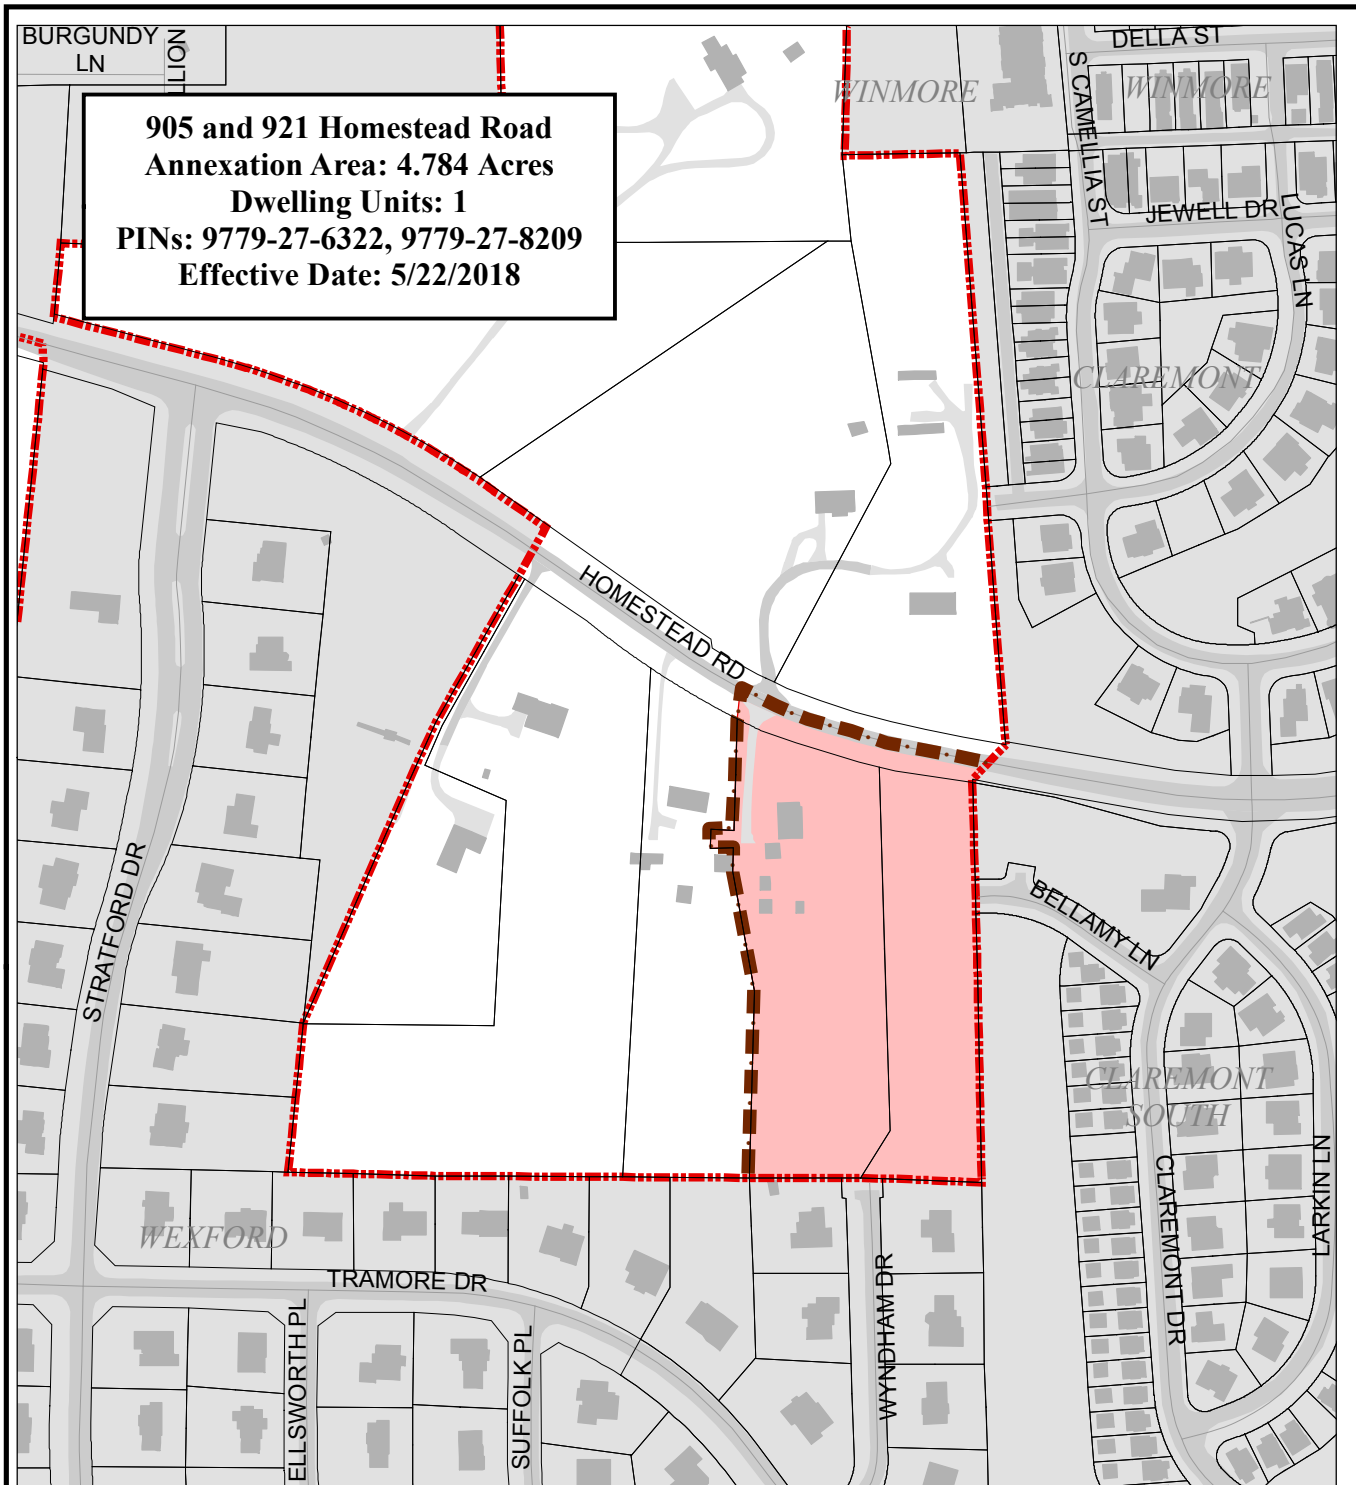 BURGUNDY
LN
LION
905 and 921 Homestead Road
Annexation Area: 4.784 Acres
Dwelling Units: 1
PINs: 9779-27-6322, 9779-27-8209
Effective Date: 5/22/2018
WINMORE
DELLA ST
WINMORE
S CAMELLIA ST
JEWELL DR
LUCAS LN
CLAREMONT
HOMESTEAD RD
STRATFORD DR
BELLAMY LN
CLAREMONT
SOUTH
CLAREMONT DR
LARKIN LN
WEXFORD
TRAMORE DR
ELLSWORTH PL
SUFFOLK PL
WYNDHAM DR